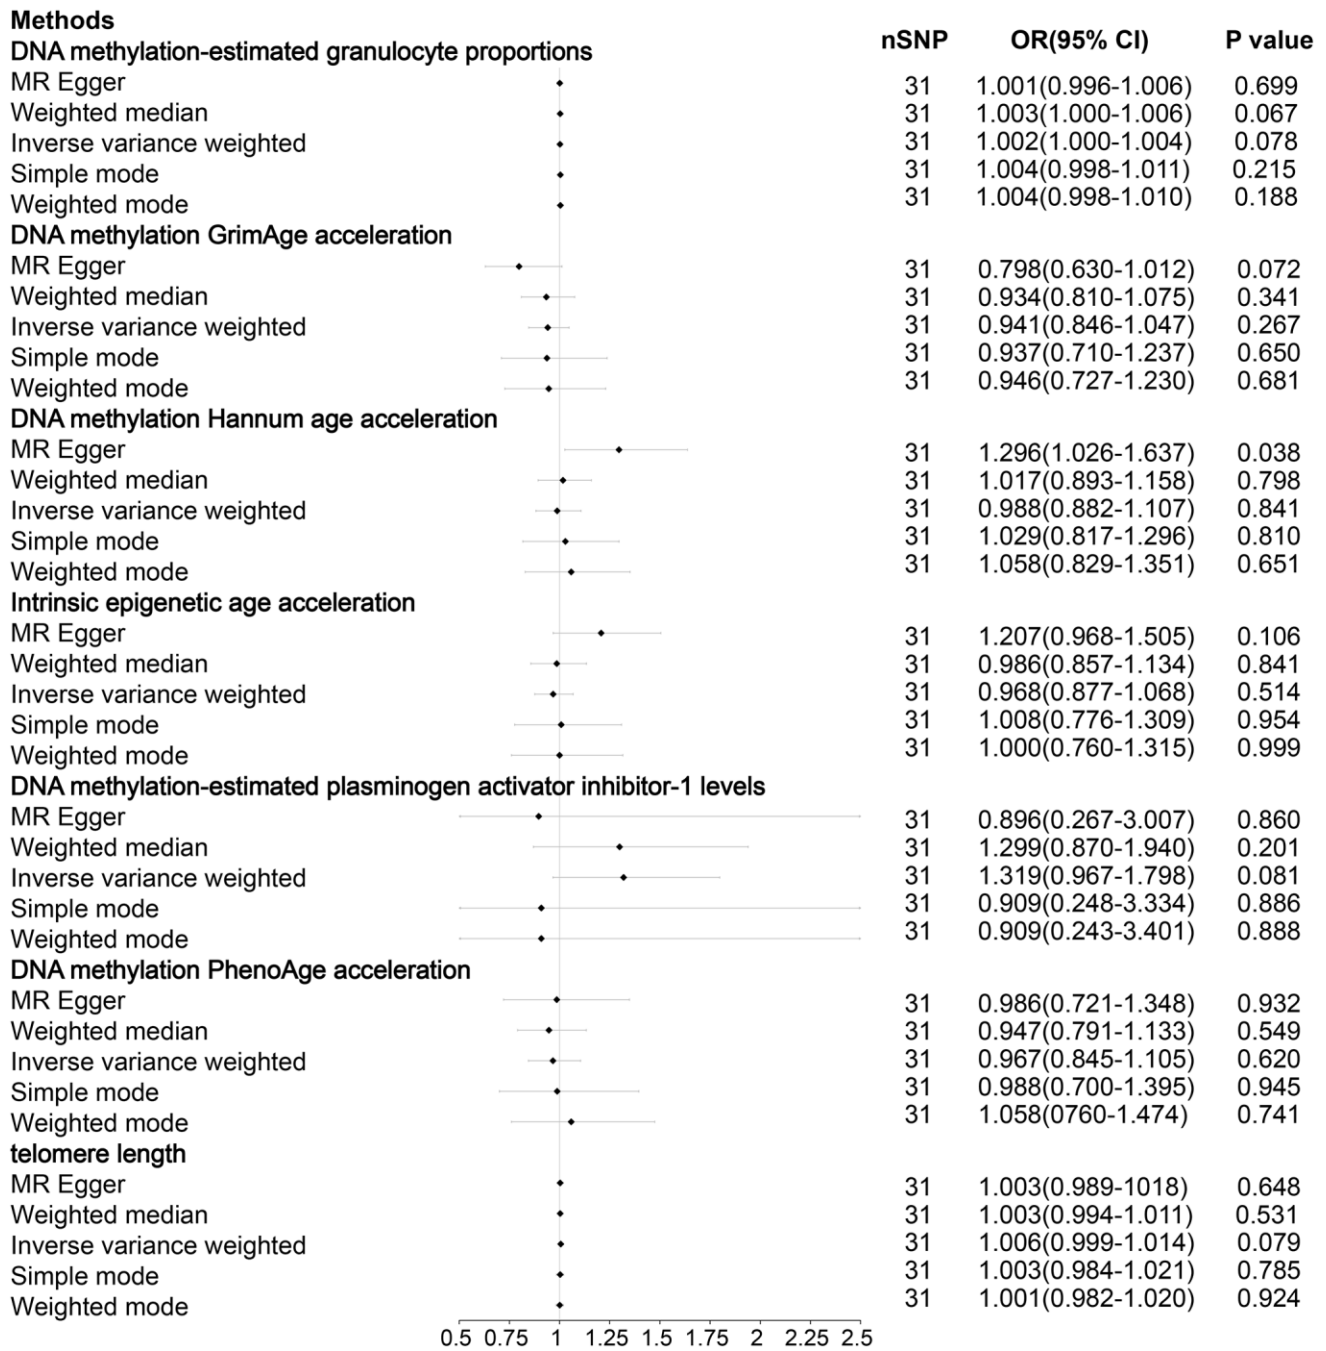 Methods nSNP OR(95% CI) P value
DNA methylation-estimated granulocyte proportions
MR Egger 31 1.001(0.996-1.006) 0.699
Weighted median 31 1.003(1.000-1.006) 0.067
Inverse variance weighted 31 1.002(1.000-1.004) 0.078
Simple mode 31 1.004(0.998-1.011) 0.215
Weighted mode 31 1.004(0.998-1.010) 0.188
DNA methylation GrimAge acceleration
MR Egger 31 0.798(0.630-1.012) 0.072
Weighted median 31 0.934(0.810-1.075) 0.341
Inverse variance weighted 31 0.941(0.846-1.047) 0.267
Simple mode 31 0.937(0.710-1.237) 0.650
Weighted mode 31 0.946(0.727-1.230) 0.681
DNA methylation Hannum age acceleration
MR Egger 31 1.296(1.026-1.637) 0.038
Weighted median 31 1.017(0.893-1.158) 0.798
Inverse variance weighted 31 0.988(0.882-1.107) 0.841
Simple mode 31 1.029(0.817-1.296) 0.810
Weighted mode 31 1.058(0.829-1.351) 0.651
Intrinsic epigenetic age acceleration
MR Egger 31 1.207(0.968-1.505) 0.106
Weighted median 31 0.986(0.857-1.134) 0.841
Inverse variance weighted 31 0.968(0.877-1.068) 0.514
Simple mode 31 1.008(0.776-1.309) 0.954
Weighted mode 31 1.000(0.760-1.315) 0.999
DNA methylation-estimated plasminogen activator inhibitor-1 levels
MR Egger 31 0.896(0.267-3.007) 0.860
Weighted median 31 1.299(0.870-1.940) 0.201
Inverse variance weighted 31 1.319(0.967-1.798) 0.081
Simple mode 31 0.909(0.248-3.334) 0.886
Weighted mode 31 0.909(0.243-3.401) 0.888
DNA methylation PhenoAge acceleration
MR Egger 31 0.986(0.721-1.348) 0.932
Weighted median 31 0.947(0.791-1.133) 0.549
Inverse variance weighted 31 0.967(0.845-1.105) 0.620
Simple mode 31 0.988(0.700-1.395) 0.945
Weighted mode 31 1.058(0760-1.474) 0.741
telomere length
MR Egger 31 1.003(0.989-1018) 0.648
Weighted median 31 1.003(0.994-1.011) 0.531
Inverse variance weighted 31 1.006(0.999-1.014) 0.079
Simple mode 31 1.003(0.984-1.021) 0.785
Weighted mode 31 1.001(0.982-1.020) 0.924
0.5 0.75 1 1.25 1.5 1.75 2 2.25 2.5